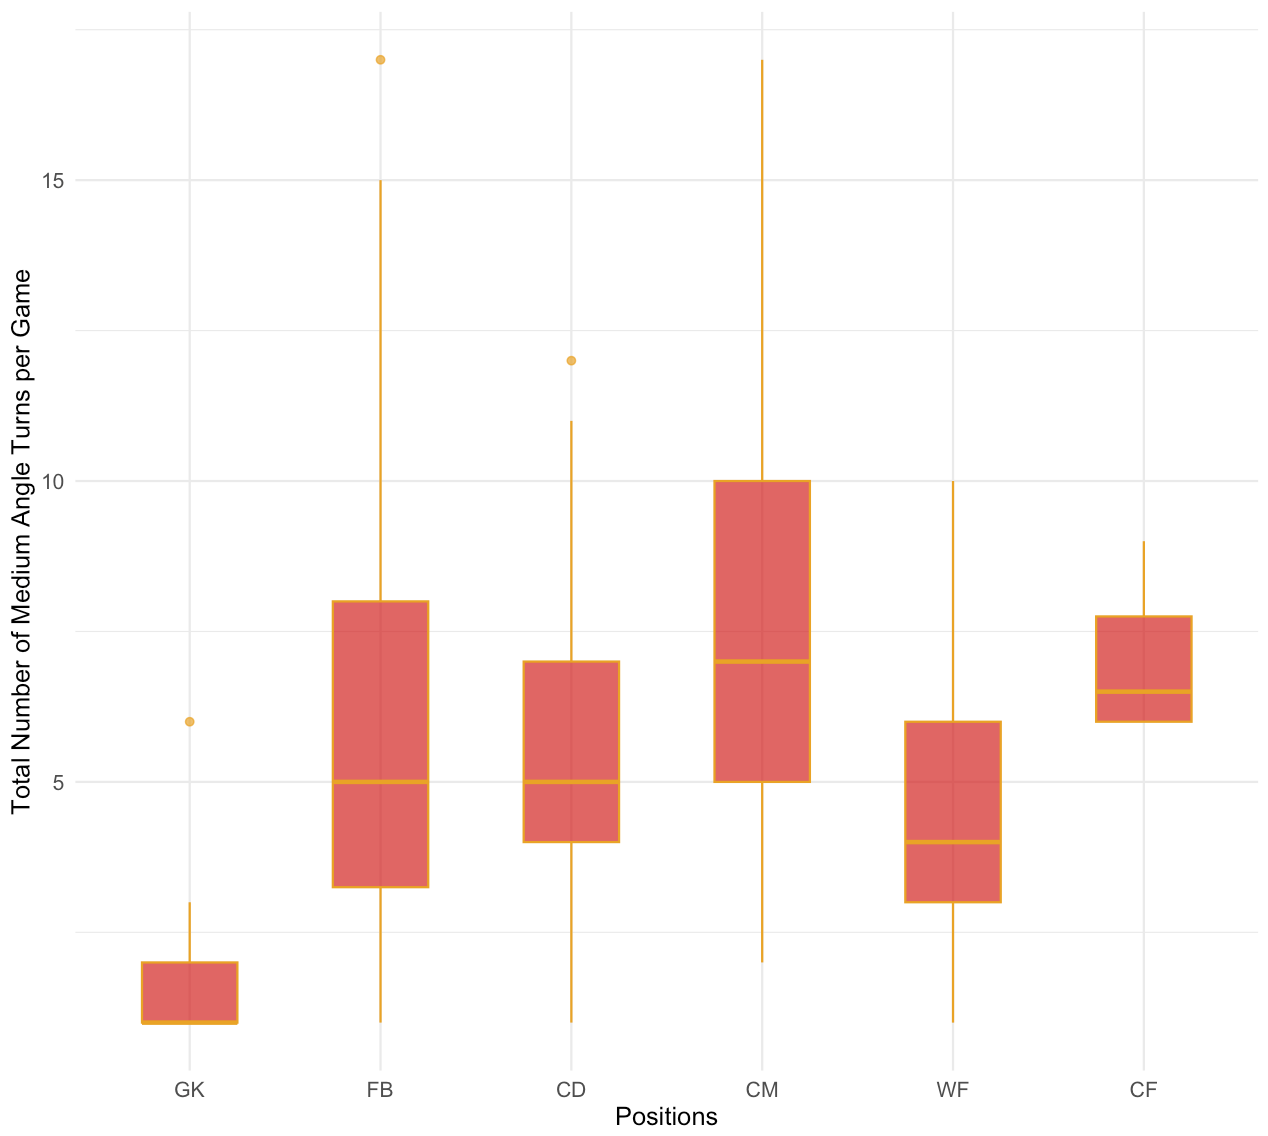 Total Number of Medium Angle Turns per Game
15
10
5
GK FB CD CM WF CF
Positions